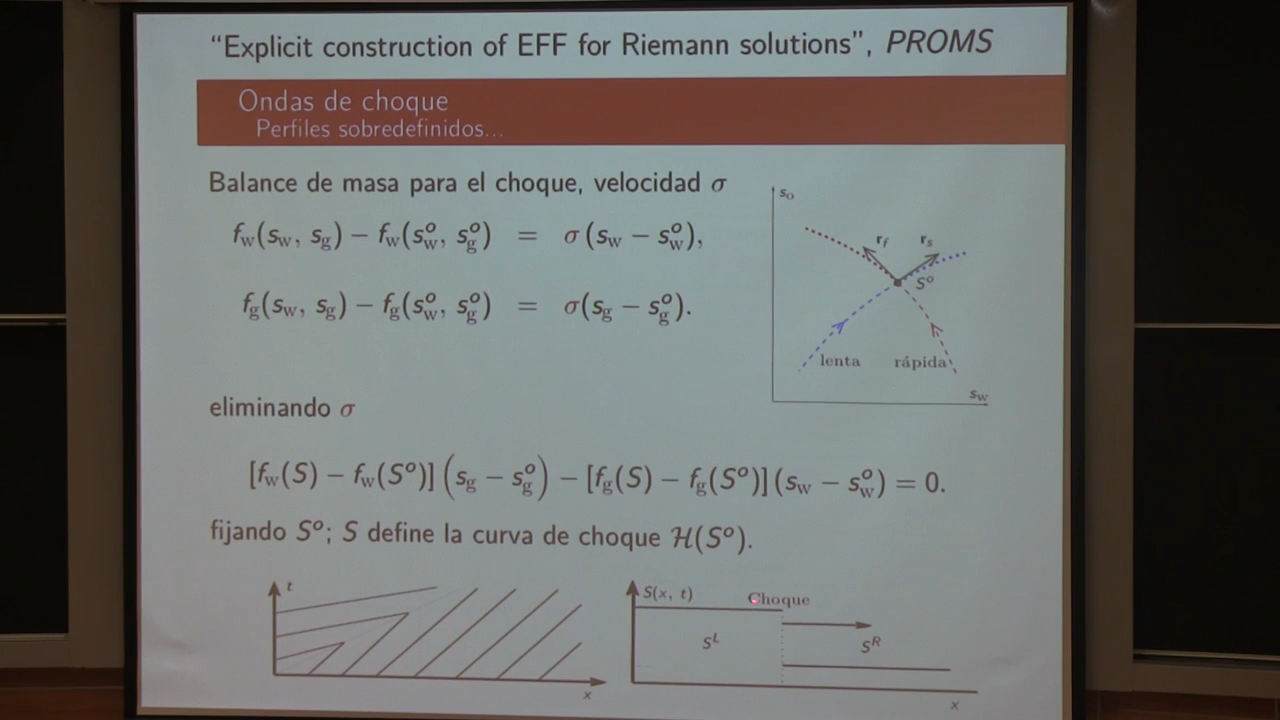 “Explicit construction of EFF for Riemann solutions”, PROMS
Ondas de choque
Perfiles sobredefinidos...
Balance de masa para el choque, velocidad σ
f_w(s_w, s_g) − f_w(s_w^o, s_g^o) = σ(s_w − s_w^o),
f_g(s_w, s_g) − f_g(s_w^o, s_g^o) = σ(s_g − s_g^o).
s_o
r_f r_s
S^o
lenta rápida
s_w
eliminando σ
[f_w(S) − f_w(S^o)](s_g − s_g^o) − [f_g(S) − f_g(S^o)](s_w − s_w^o) = 0.
fijando S^o; S define la curva de choque H(S^o).
t
x
S(x, t)
Choque
S^L
S^R
x